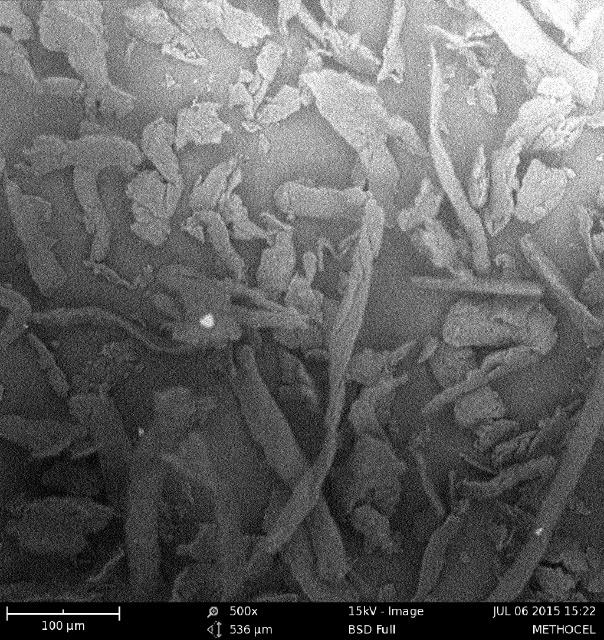 100 µm
500x
536 µm
15kV - Image
BSD Full
JUL 06 2015 15:22
METHOCEL